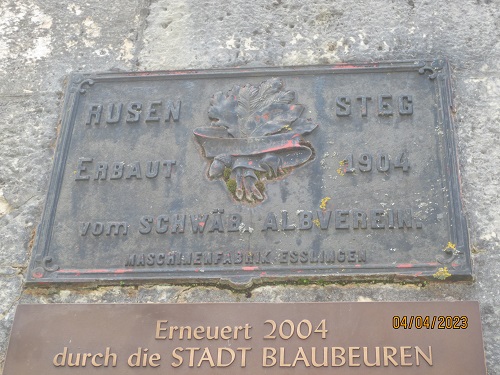 RUSEN STEG
ERBAUT 1904
vom SCHWÄB. ALBVEREIN.
MASCHINENFABRIK ESSLINGEN
Erneuert 2004
durch die STADT BLAUBEUREN
04/04/2023